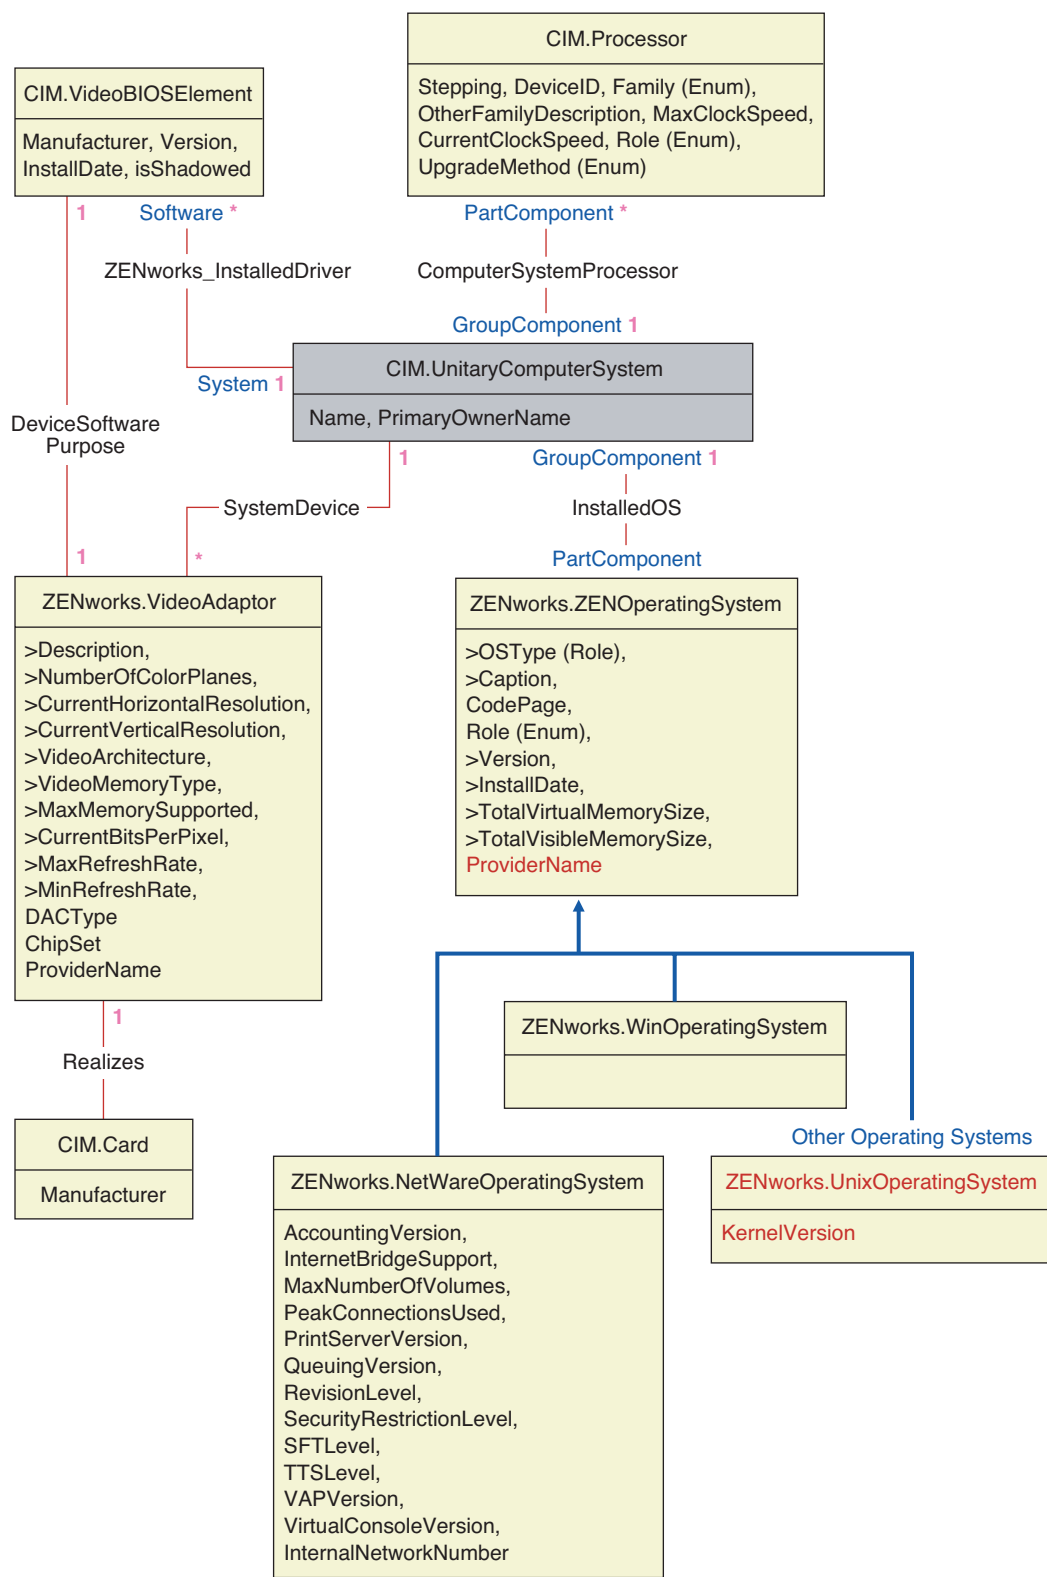 CIM.Processor
Stepping, DeviceID, Family (Enum),
OtherFamilyDescription, MaxClockSpeed,
CurrentClockSpeed, Role (Enum),
UpgradeMethod (Enum)
CIM.VideoBIOSElement
Manufacturer, Version,
InstallDate, isShadowed
1
Software *
PartComponent *
ZENworks_InstalledDriver
ComputerSystemProcessor
GroupComponent 1
CIM.UnitaryComputerSystem
System 1
Name, PrimaryOwnerName
DeviceSoftware
Purpose
1
GroupComponent 1
SystemDevice
InstalledOS
1
*
PartComponent
ZENworks.VideoAdaptor
>Description,
>NumberOfColorPlanes,
>CurrentHorizontalResolution,
>CurrentVerticalResolution,
>VideoArchitecture,
>VideoMemoryType,
>MaxMemorySupported,
>CurrentBitsPerPixel,
>MaxRefreshRate,
>MinRefreshRate,
DACType
ChipSet
ProviderName
ZENworks.ZENOperatingSystem
>OSType (Role),
>Caption,
CodePage,
Role (Enum),
>Version,
>InstallDate,
>TotalVirtualMemorySize,
>TotalVisibleMemorySize,
ProviderName
1
Realizes
CIM.Card
Manufacturer
ZENworks.WinOperatingSystem
Other Operating Systems
ZENworks.NetWareOperatingSystem
AccountingVersion,
InternetBridgeSupport,
MaxNumberOfVolumes,
PeakConnectionsUsed,
PrintServerVersion,
QueuingVersion,
RevisionLevel,
SecurityRestrictionLevel,
SFTLevel,
TTSLevel,
VAPVersion,
VirtualConsoleVersion,
InternalNetworkNumber
ZENworks.UnixOperatingSystem
KernelVersion